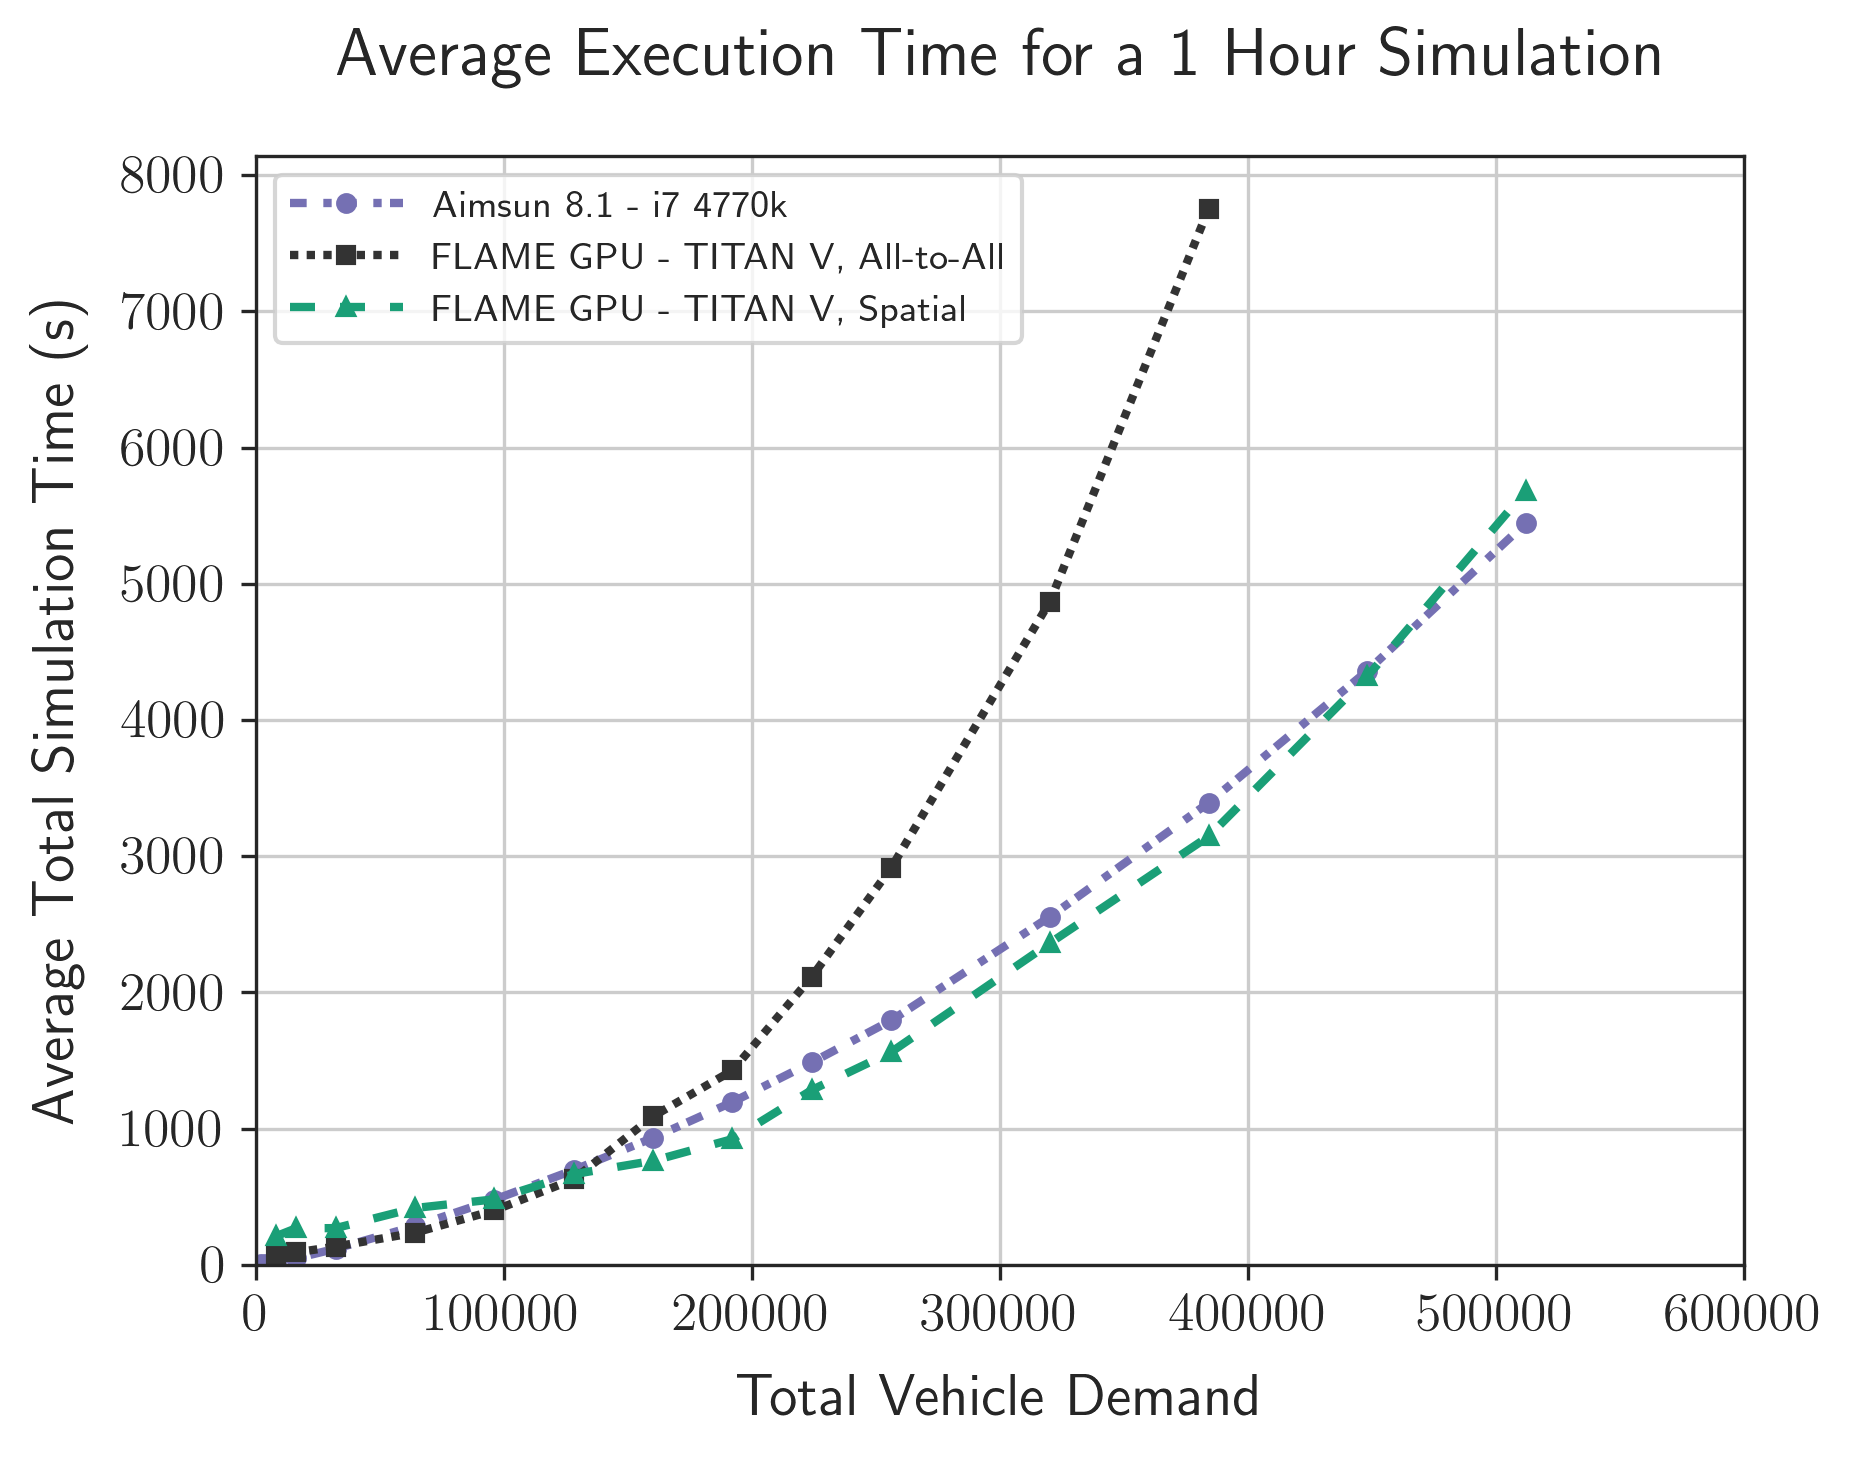 Average Execution Time for a 1 Hour Simulation
8000
7000
6000
5000
4000
3000
2000
1000
0
Average Total Simulation Time (s)
Aimsun 8.1 - i7 4770k
FLAME GPU - TITAN V, All-to-All
FLAME GPU - TITAN V, Spatial
0 100000 200000 300000 400000 500000 600000
Total Vehicle Demand